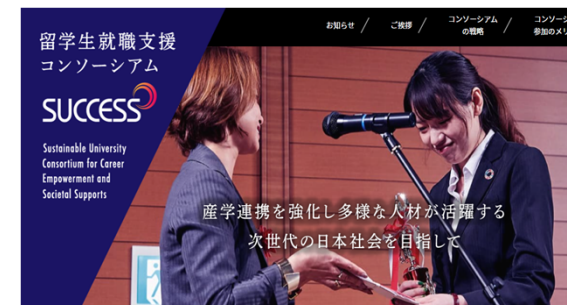 留学生就職支援
コンソーシアム
SUCCESS
Sustainable University
Consortium for Career
Empowerment and
Societal Supports
お知らせ
ご挨拶
コンソーシアム
の戦略
コンソーシ
参加のメリ
産学連携を強化し多様な人材が活躍する
次世代の日本社会を目指して